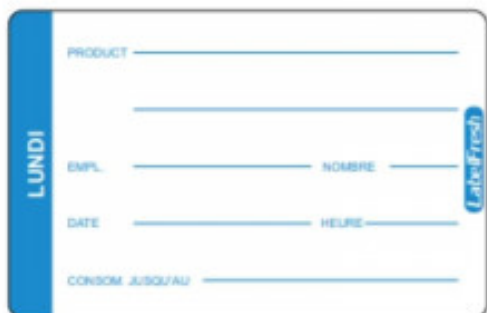 LUNDI
PRODUCT
EMPL. NOMBRE
DATE HEURE
CONSOM. JUSQU'AU
LabelFresh